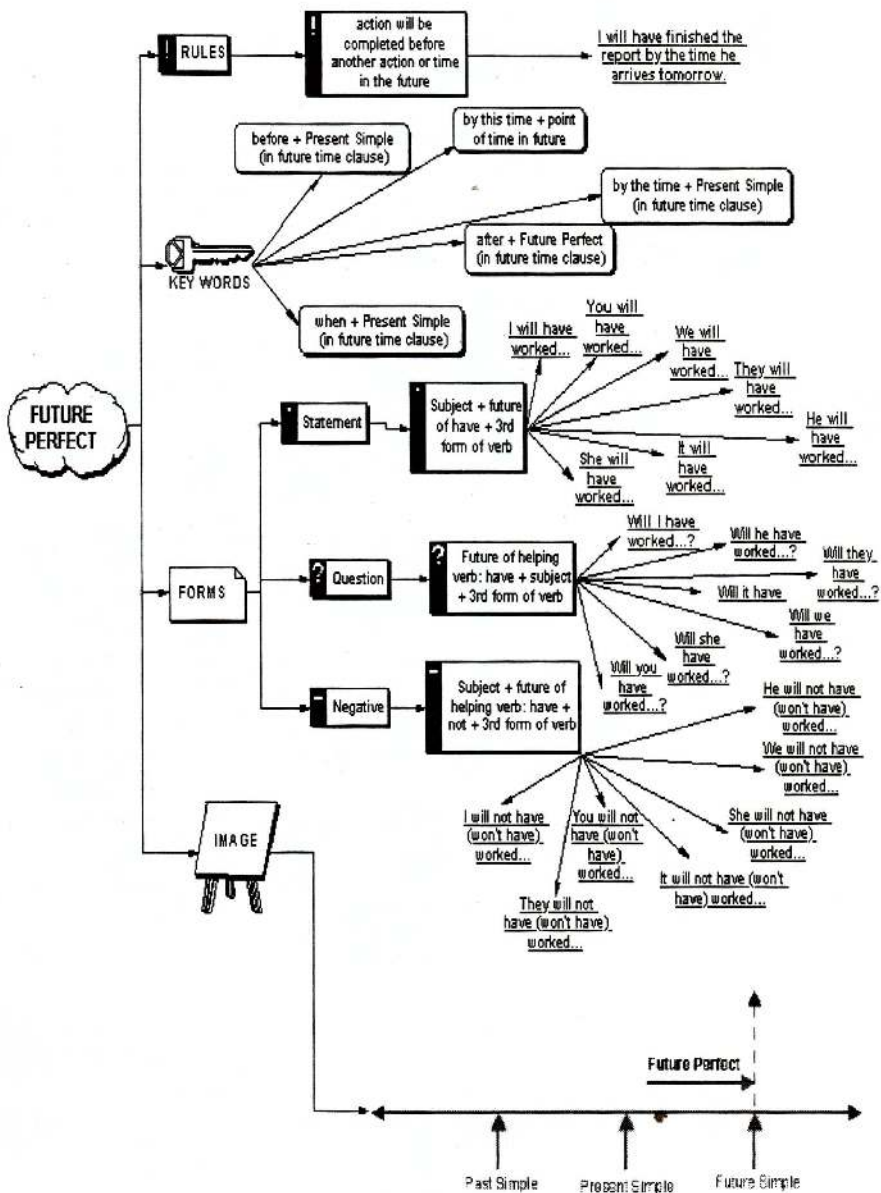 RULES
action will be
completed before
another action or time
in the future
I will have finished the
report by the time he
arrives tomorrow.
before + Present Simple
(in future time clause)
by this time + point
of time in future
by the time + Present Simple
(in future time clause)
after + Future Perfect
(in future time clause)
KEY WORDS
when + Present Simple
(in future time clause)
FUTURE
PERFECT
FORMS
Statement
Subject + future
of have + 3rd
form of verb
I will have
worked...
You will
have
worked...
We will
have
worked...
They will
have
worked...
He will
have
worked...
It will
have
worked...
She will
have
worked...
?
Question
?
Future of helping
verb: have + subject
+ 3rd form of verb
Will I have
worked...?
Will he have
worked...?
Will they
have
worked...?
Will it have
Will we
have
worked...?
Will she
have
worked...?
Will you
have
worked...?
Negative
Subject + future of
helping verb: have +
not + 3rd form of verb
He will not have
(won't have)
worked...
We will not have
(won't have)
worked...
She will not have
(won't have)
worked...
It will not have (won't
have) worked...
You will not
have (won't
have)
worked...
I will not have
(won't have)
worked...
They will not
have (won't have)
worked...
IMAGE
Future Perfect
Past Simple
Present Simple
Future Simple